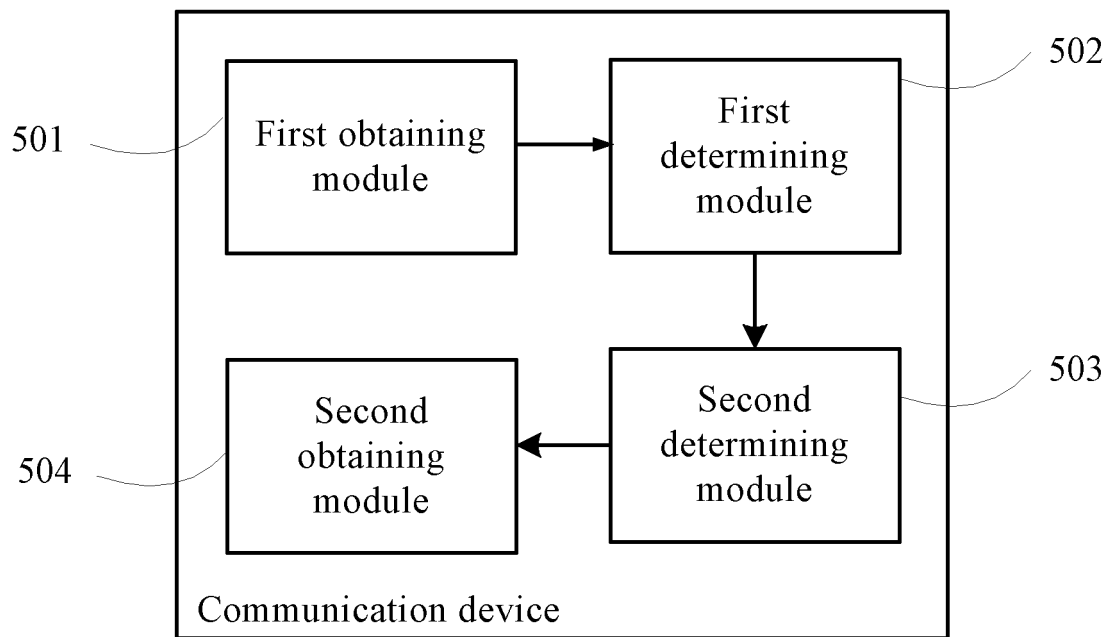 501
First obtaining
module
First
determining
module
502
504
Second
obtaining
module
Second
determining
module
503
Communication device